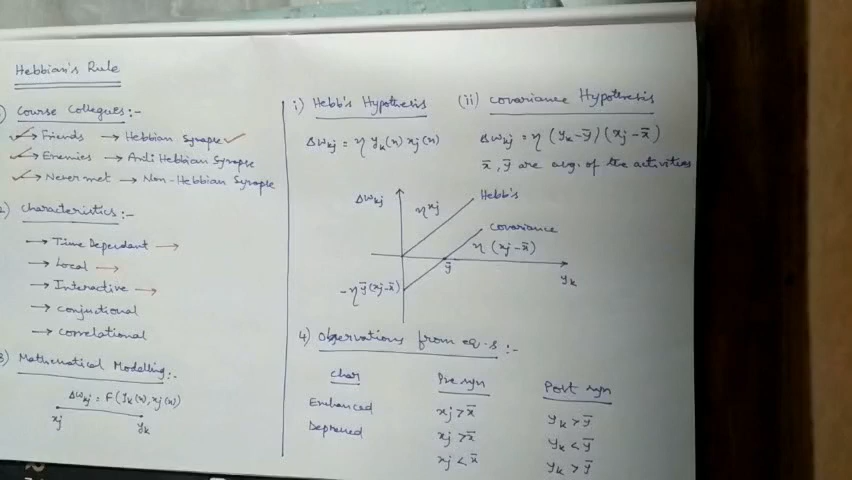 Hebbian's Rule
1) Course Collegues:-
→ Friends → Hebbian Synapse
→ Enemies → Anti Hebbian Synapse
→ Never met → Non-Hebbian Synapse
2) Characteristics:-
→ Time Dependant →
→ Local →
→ Interactive →
→ conjuctional
→ correlational
3) Mathematical Modelling:-
Δwkj = F(yk(n), xj(n))
xj yk
i) Hebb's Hypothesis
Δwkj = η yk(n) xj(n)
(ii) covariance Hypothesis
Δwkj = η (yk-ȳ) (xj-x̄)
x̄, ȳ are avg. of the activities
Δwkj
ηxj
Hebb's
covariance
η (xj-x̄)
ȳ
yk
-ηȳ(xj-x̄)
4) Observations from eq.s :-
char Pre syn Post syn
Enhanced xj>x̄ yk>ȳ
Depressed xj>x̄ yk<ȳ
xj<x̄ yk>ȳ